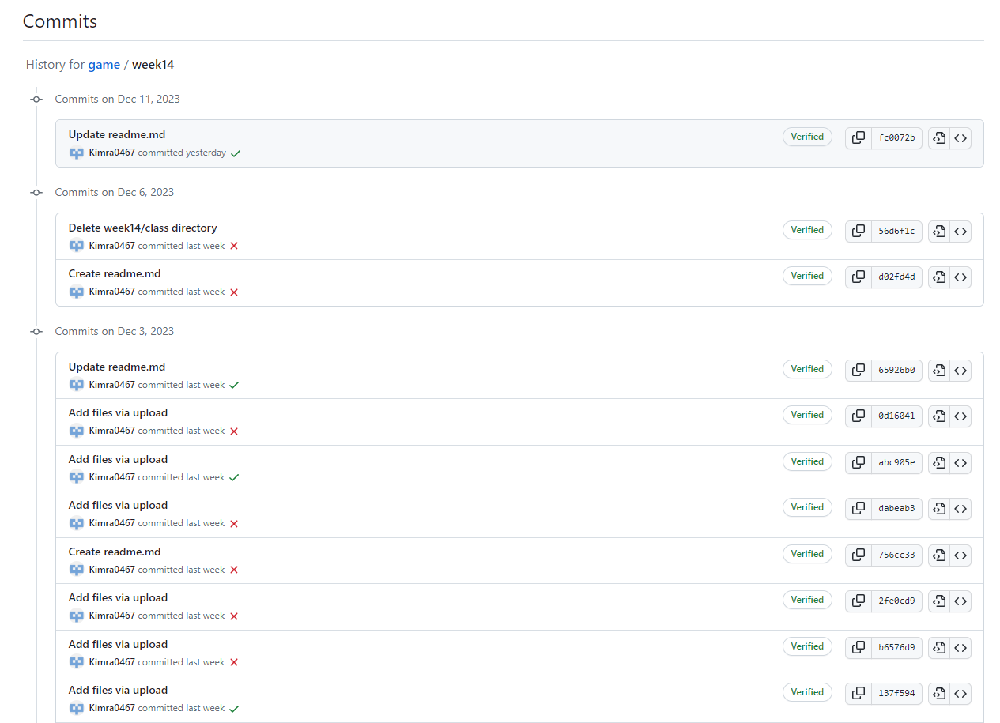 Commits
History for game / week14
Commits on Dec 11, 2023
Update readme.md
Verified
fc0072b
Kimra0467 committed yesterday
Commits on Dec 6, 2023
Delete week14/class directory
Verified
56d6f1c
Kimra0467 committed last week
Create readme.md
Verified
d02fd4d
Kimra0467 committed last week
Commits on Dec 3, 2023
Update readme.md
Verified
65926b0
Kimra0467 committed last week
Add files via upload
Verified
0d16041
Kimra0467 committed last week
Add files via upload
Verified
abc905e
Kimra0467 committed last week
Add files via upload
Verified
dabeab3
Kimra0467 committed last week
Create readme.md
Verified
756cc33
Kimra0467 committed last week
Add files via upload
Verified
2fe0cd9
Kimra0467 committed last week
Add files via upload
Verified
b6576d9
Kimra0467 committed last week
Add files via upload
Verified
137f594
Kimra0467 committed last week